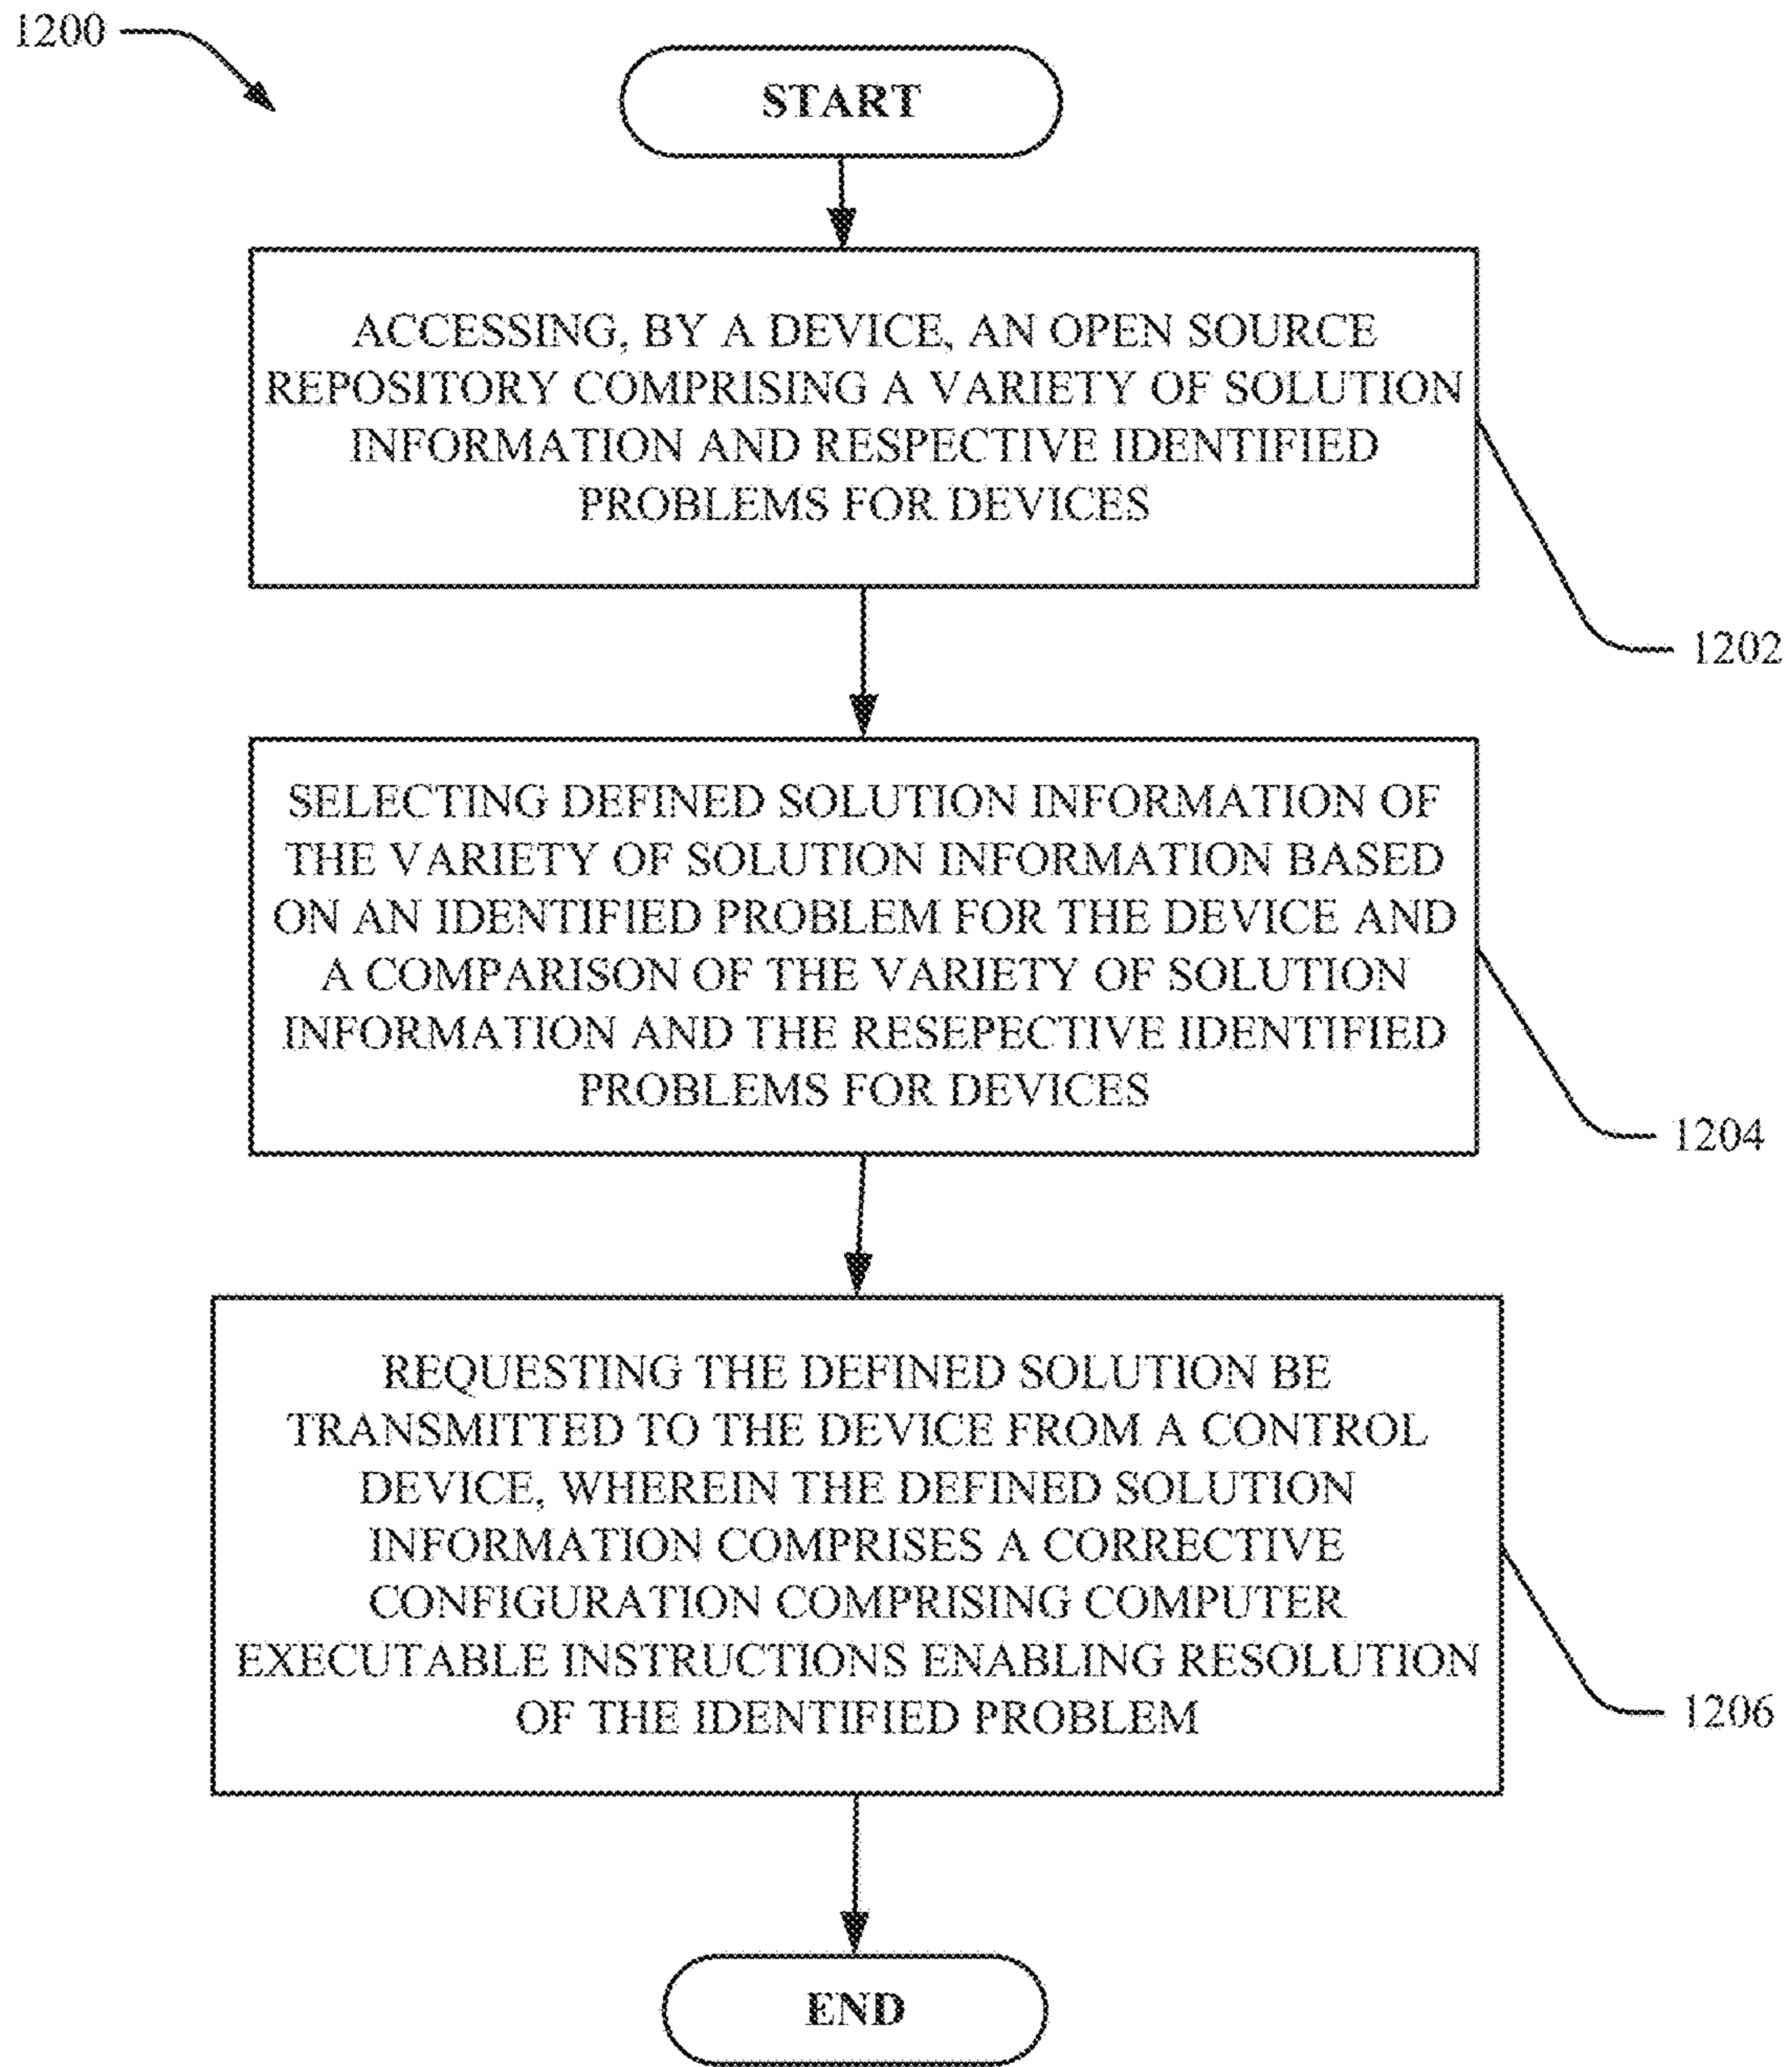 1200
START
ACCESSING, BY A DEVICE, AN OPEN SOURCE
REPOSITORY COMPRISING A VARIETY OF SOLUTION
INFORMATION AND RESPECTIVE IDENTIFIED
PROBLEMS FOR DEVICES
1202
SELECTING DEFINED SOLUTION INFORMATION OF
THE VARIETY OF SOLUTION INFORMATION BASED
ON AN IDENTIFIED PROBLEM FOR THE DEVICE AND
A COMPARISON OF THE VARIETY OF SOLUTION
INFORMATION AND THE RESEPECTIVE IDENTIFIED
PROBLEMS FOR DEVICES
1204
REQUESTING THE DEFINED SOLUTION BE
TRANSMITTED TO THE DEVICE FROM A CONTROL
DEVICE, WHEREIN THE DEFINED SOLUTION
INFORMATION COMPRISES A CORRECTIVE
CONFIGURATION COMPRISING COMPUTER
EXECUTABLE INSTRUCTIONS ENABLING RESOLUTION
OF THE IDENTIFIED PROBLEM
1206
END